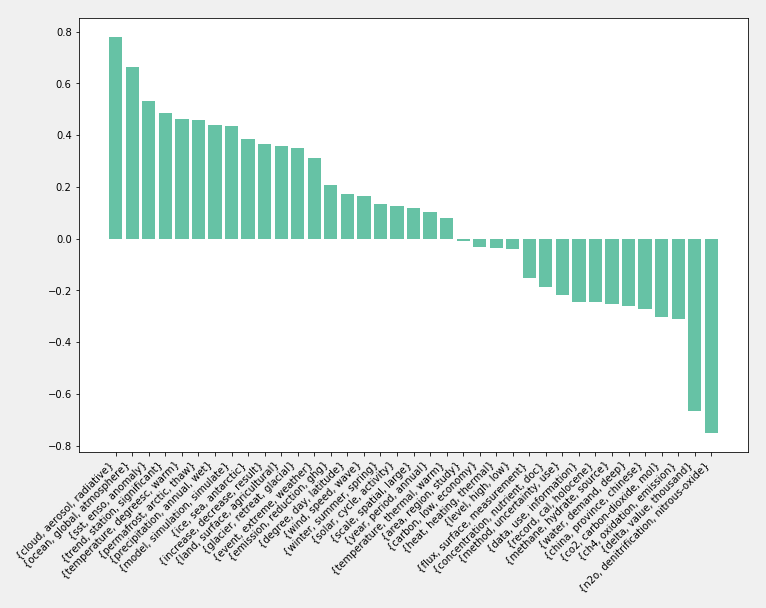 0.8
0.6
0.4
0.2
0.0
−0.2
−0.4
−0.6
−0.8
{cloud, aerosol, radiative}
{ocean, global, atmosphere}
{sst, enso, anomaly}
{trend, station, significant}
{temperature, degresec, warm}
{permafrost, arctic, thaw}
{precipitation, annual, wet}
{model, simulation, simulate}
{ice, sea, antarctic}
{increase, decrease, result}
{land, surface, agricultural}
{glacier, retreat, glacial}
{event, extreme, weather}
{emission, reduction, ghg}
{degree, day, latitude}
{wind, speed, wave}
{winter, summer, spring}
{solar, cycle, activity}
{scale, spatial, large}
{year, period, annual}
{temperature, thermal, warm}
{area, region, study}
{carbon, low, economy}
{heat, heating, thermal}
{level, high, low}
{flux, surface, measurement}
{concentration, nutrient, doc}
{method, uncertainty, use}
{data, use, information}
{record, cal, holocene}
{methane, hydrate, source}
{water, demand, deep}
{china, province, chinese}
{co2, carbon-dioxide, mol}
{ch4, oxidation, emission}
{delta, value, thousand}
{n2o, denitrification, nitrous-oxide}